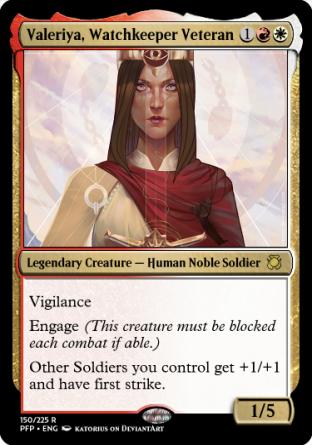 Valeriya, Watchkeeper Veteran 1
Legendary Creature — Human Noble Soldier
Vigilance
Engage (This creature must be blocked
each combat if able.)
Other Soldiers you control get +1/+1
and have first strike.
1/5
150/225 R
PFP • ENG KATORIUS ON DEVIANTART